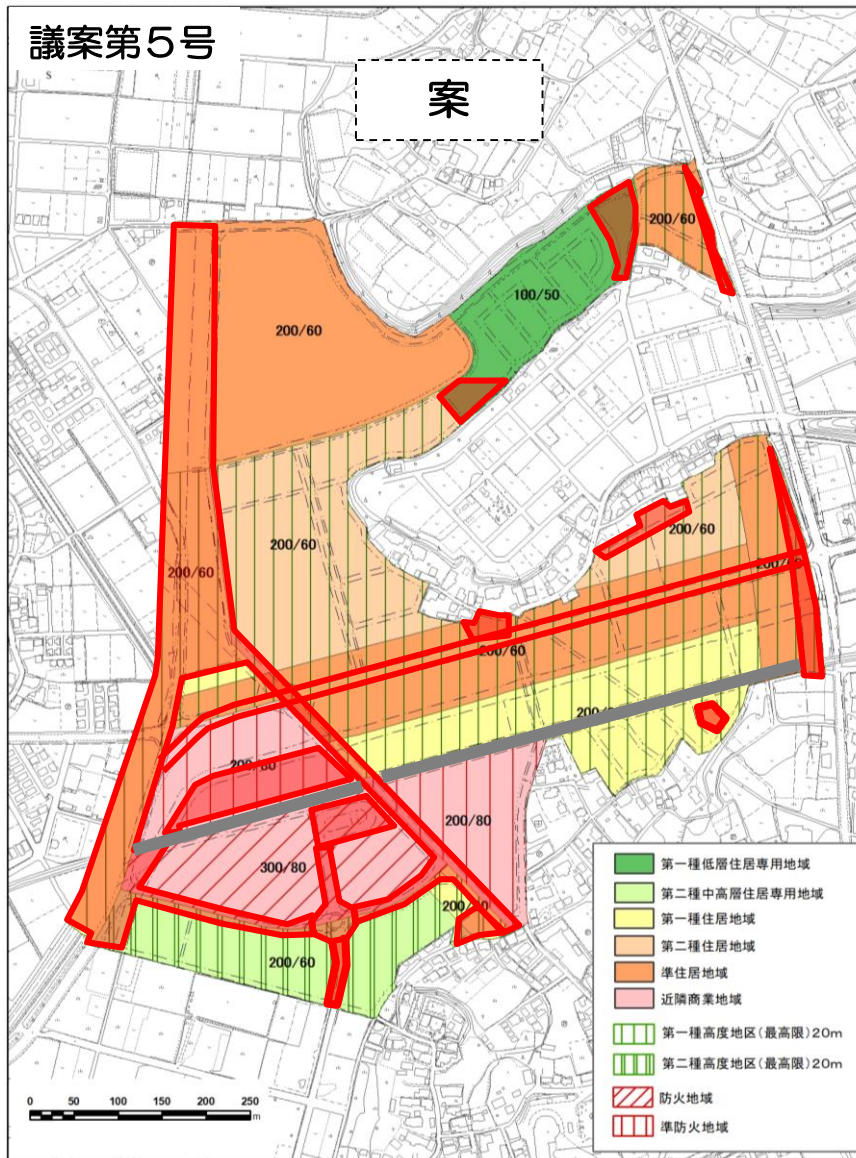 議案第5号
案
200/60
100/50
200/60
200/60
200/60
200/60
200/60
200/80
300/80
200/60
第一種低層住居専用地域
第二種中高層住居専用地域
第一種住居地域
第二種住居地域
準住居地域
近隣商業地域
第一種高度地区(最高限)20m
第二種高度地区(最高限)20m
防火地域
準防火地域
0 50 100 150 200 250
m